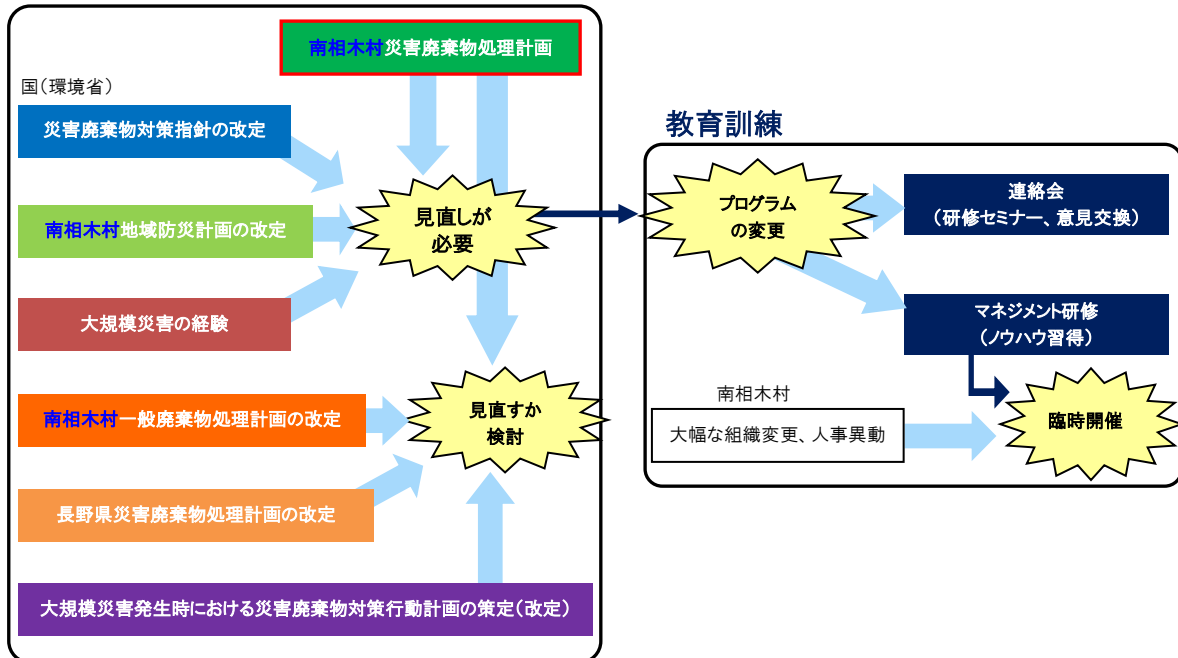 南相木村災害廃棄物処理計画
国（環境省）
災害廃棄物対策指針の改定
南相木村地域防災計画の改定
大規模災害の経験
見直しが
必要
南相木村一般廃棄物処理計画の改定
長野県災害廃棄物処理計画の改定
見直すか
検討
大規模災害発生時における災害廃棄物対策行動計画の策定（改定）
教育訓練
プログラム
の変更
連絡会
（研修セミナー、意見交換）
マネジメント研修
（ノウハウ習得）
南相木村
大幅な組織変更、人事異動
臨時開催